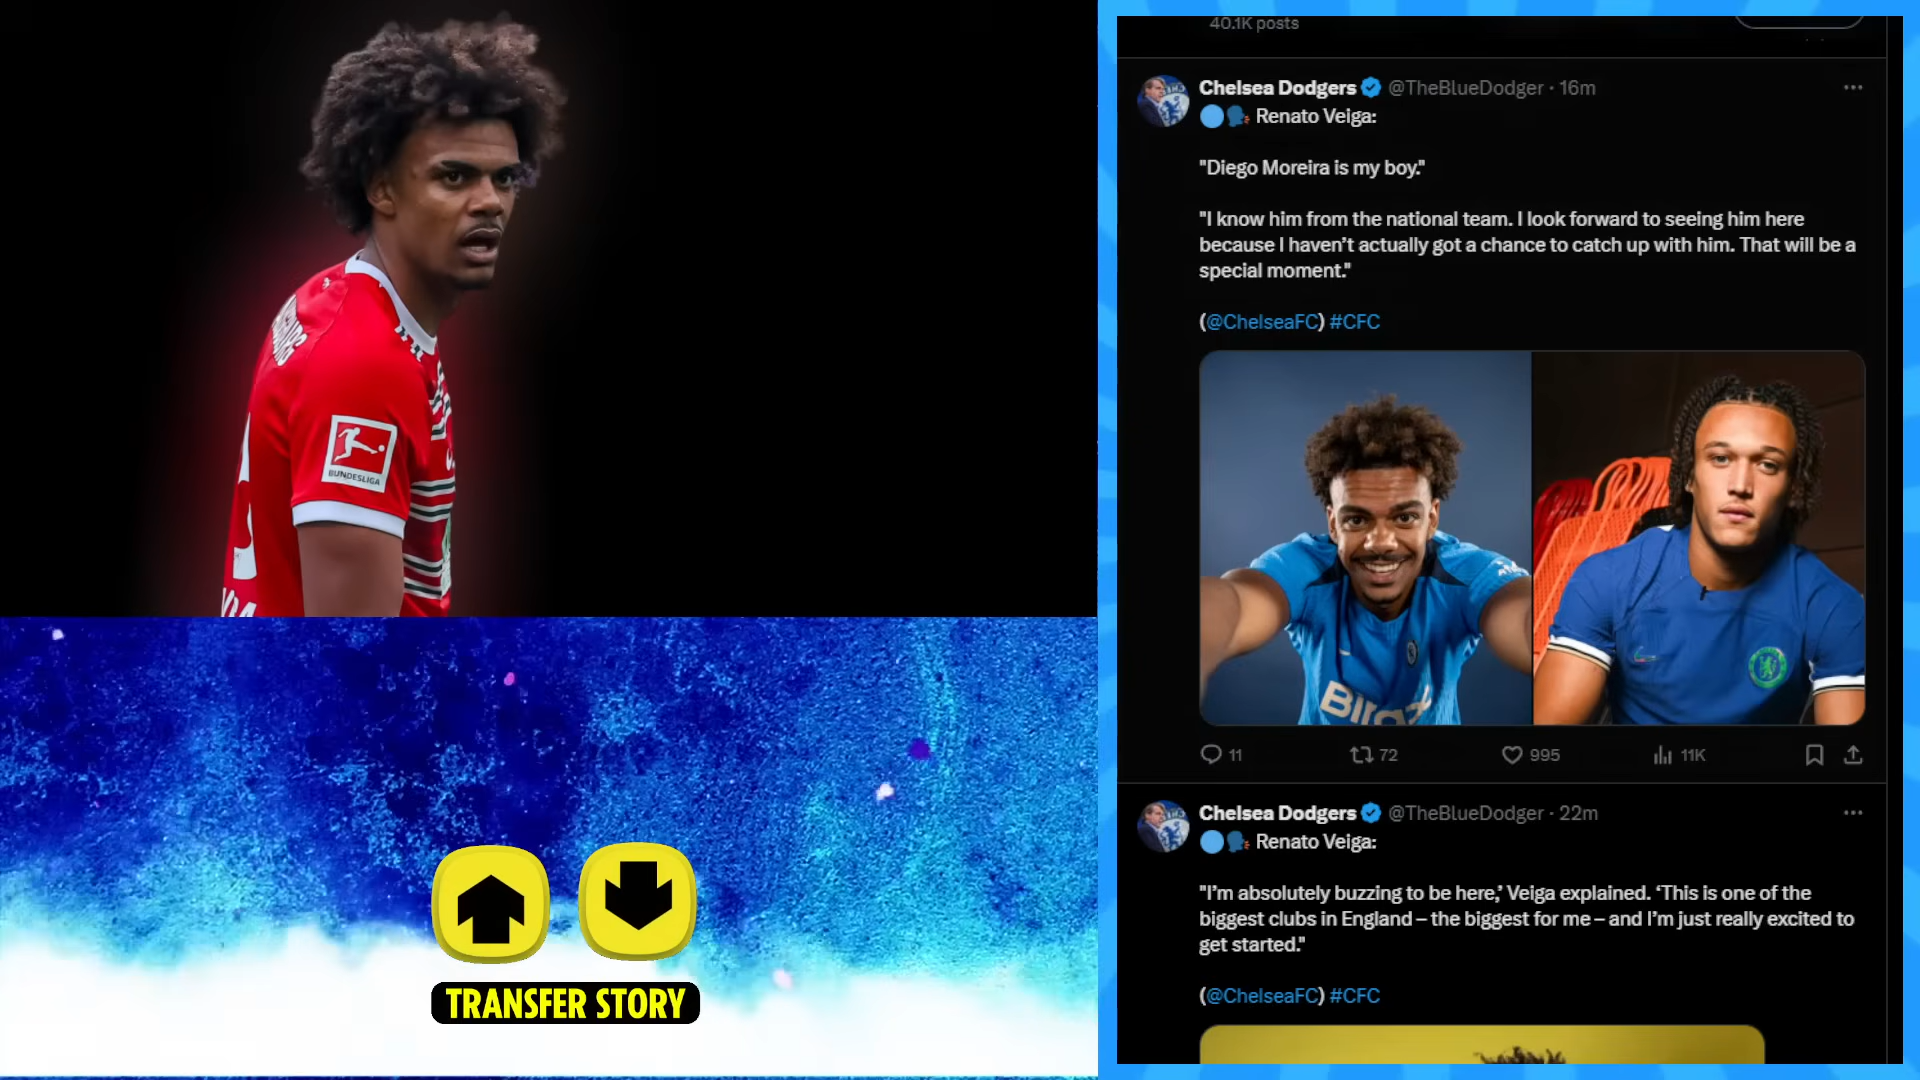 BUNDESLIGA
TRANSFER STORY
40.1K posts
Chelsea Dodgers @TheBlueDodger · 16m
Renato Veiga:
"Diego Moreira is my boy."
"I know him from the national team. I look forward to seeing him here
because I haven't actually got a chance to catch up with him. That will be a
special moment."
(@ChelseaFC) #CFC
11 72 995 11K
Chelsea Dodgers @TheBlueDodger · 22m
Renato Veiga:
"I'm absolutely buzzing to be here,' Veiga explained. 'This is one of the
biggest clubs in England – the biggest for me – and I'm just really excited to
get started."
(@ChelseaFC) #CFC